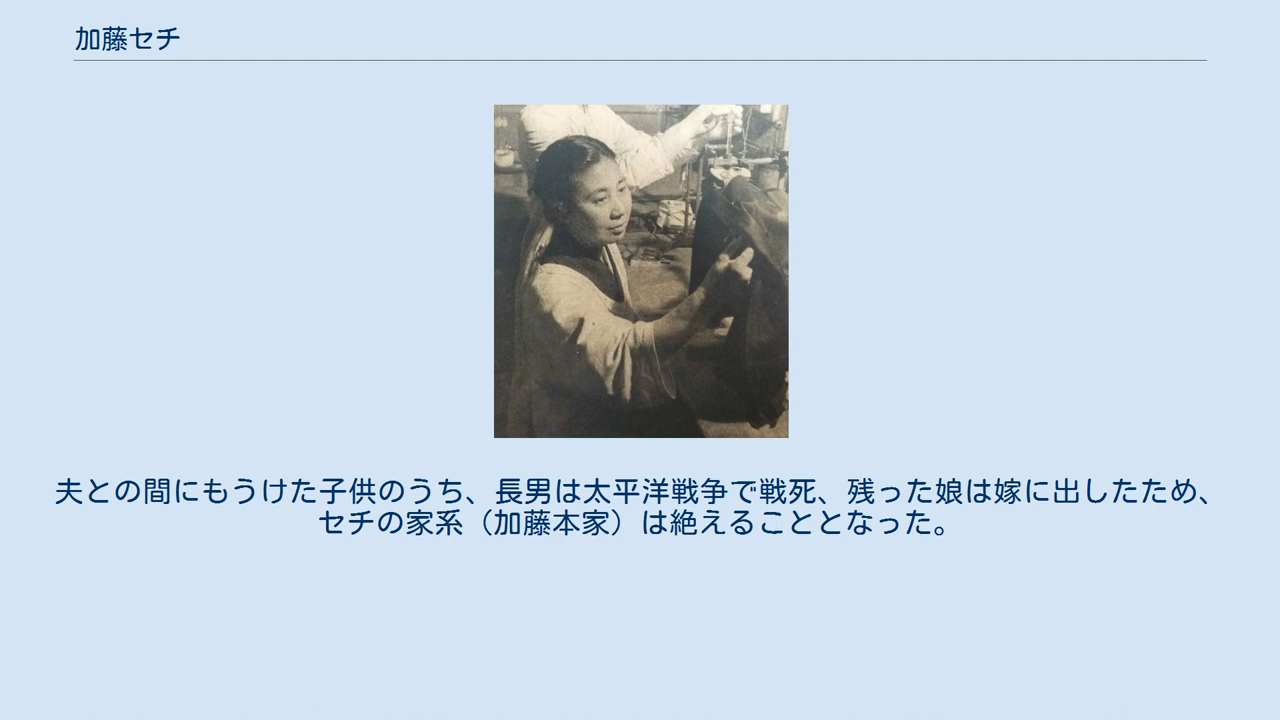 加藤セチ
夫との間にもうけた子供のうち、長男は太平洋戦争で戦死、残った娘は嫁に出したため、
セチの家系（加藤本家）は絶えることとなった。